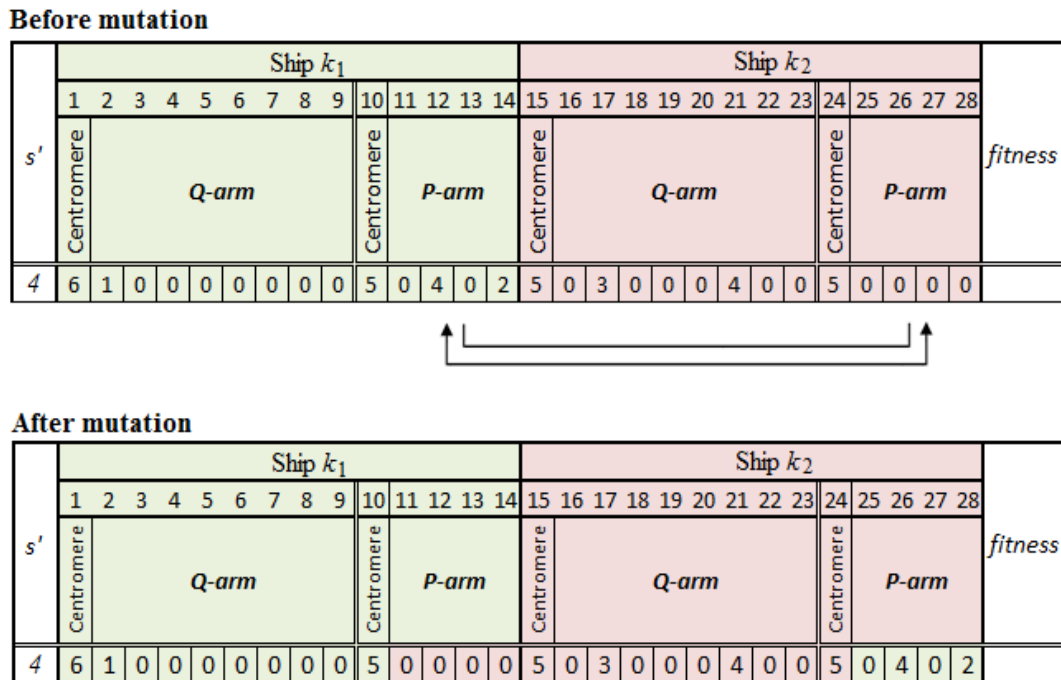 Before mutation
Ship k1 Ship k2
1 2 3 4 5 6 7 8 9 10 11 12 13 14 15 16 17 18 19 20 21 22 23 24 25 26 27 28
s' Centromere Q-arm Centromere P-arm Centromere Q-arm Centromere P-arm fitness
4 6 1 0 0 0 0 0 0 0 5 0 4 0 2 5 0 3 0 0 0 4 0 0 5 0 0 0 0
After mutation
Ship k1 Ship k2
1 2 3 4 5 6 7 8 9 10 11 12 13 14 15 16 17 18 19 20 21 22 23 24 25 26 27 28
s' Centromere Q-arm Centromere P-arm Centromere Q-arm Centromere P-arm fitness
4 6 1 0 0 0 0 0 0 0 5 0 0 0 0 5 0 3 0 0 0 4 0 0 5 0 4 0 2